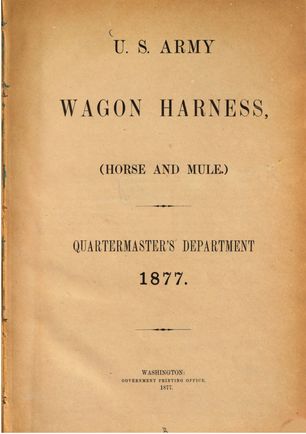 U. S. ARMY
WAGON HARNESS,
(HORSE AND MULE.)
QUARTERMASTER'S DEPARTMENT
1877.
WASHINGTON:
GOVERNMENT PRINTING OFFICE.
1877.